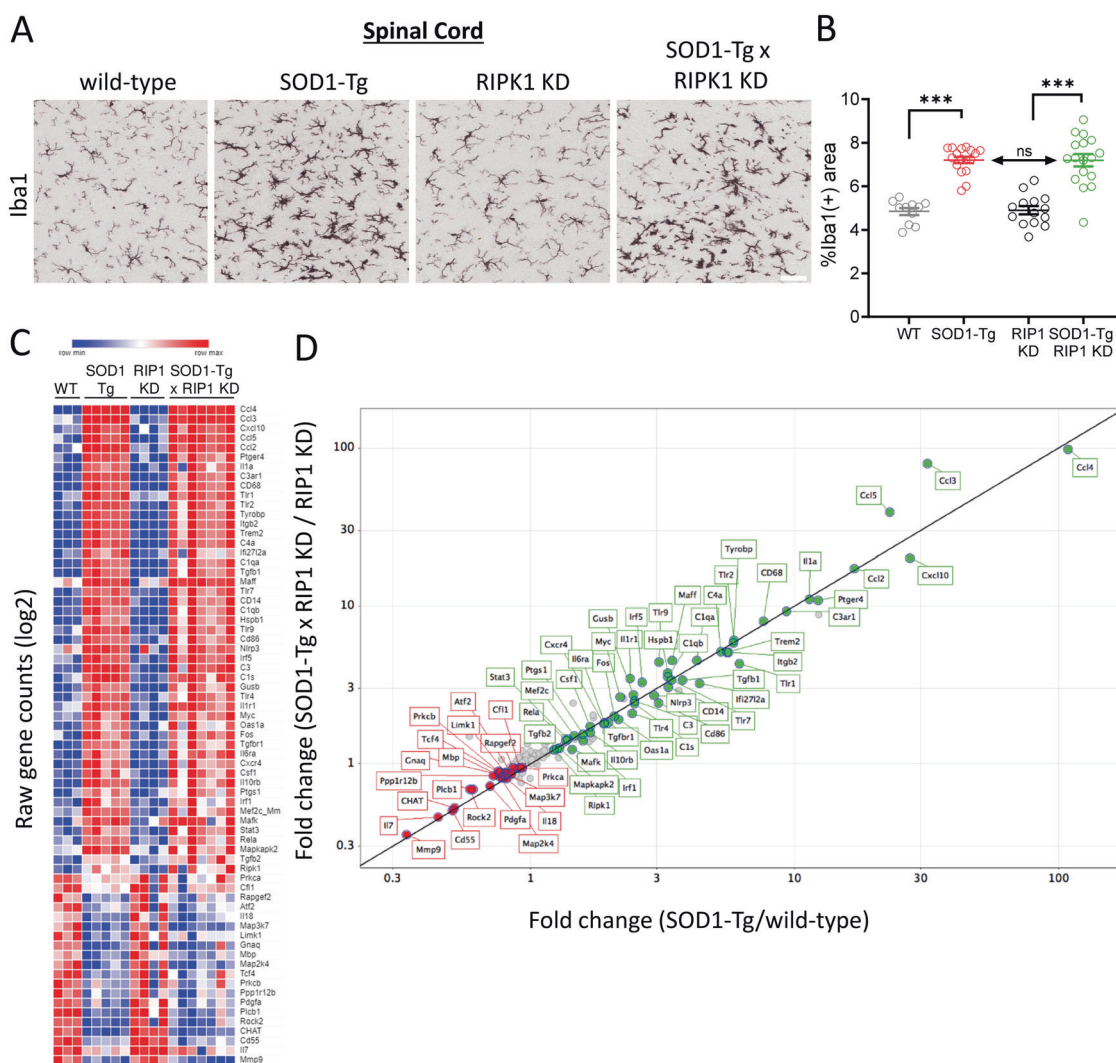 A
Spinal Cord
wild-type
SOD1-Tg
RIPK1 KD
SOD1-Tg x
RIPK1 KD
Iba1
B
%Iba1(+) area
10
8
6
4
2
0
***
***
ns
WT
SOD1-Tg
RIP1
KD
SOD1-Tg
RIP1 KD
C
row min
row max
WT
SOD1
Tg
RIP1
KD
SOD1-Tg
x RIP1 KD
Raw gene counts (log2)
Ccl4
Ccl3
Cxcl10
Ccl5
Ccl2
Ptger4
Il1a
C3ar1
CD68
Tlr1
Tlr2
Tyrobp
Itgb2
Trem2
C4a
Ifi27l2a
C1qa
Tgfb1
Maff
Tlr7
CD14
C1qb
Hspb1
Tlr9
Cd86
Nlrp3
Irf5
C3
C1s
Gusb
Tlr4
Il1r1
Myc
Oas1a
Fos
Tgfbr1
Il6ra
Cxcr4
Csf1
Il10rb
Ptgs1
Irf1
Mef2c_Mm
Mafk
Stat3
Rela
Mapkapk2
Tgfb2
Ripk1
Prkca
Cfl1
Rapgef2
Atf2
Il18
Map3k7
Limk1
Gnaq
Mbp
Map2k4
Tcf4
Prkcb
Ppp1r12b
Pdgfa
Plcb1
Rock2
CHAT
Cd55
Il7
Mmp9
D
Fold change (SOD1-Tg x RIP1 KD / RIP1 KD)
100
30
10
3
1
0.3
Ccl4
Ccl3
Ccl5
Cxcl10
Ccl2
Il1a
Ptger4
C3ar1
CD68
Tyrobp
Tlr2
C4a
Maff
Tlr9
C1qa
Trem2
Itgb2
Tlr1
Irf5
Hspb1
C1qb
Gusb
Il1r1
Myc
Cxcr4
Il6ra
Fos
Tgfb1
Ifi27l2a
Nlrp3
CD14
Tlr7
Ptgs1
Csf1
Stat3
Mef2c
C3
Cd86
Rela
Tlr4
C1s
Tgfb2
Tgfbr1
Oas1a
Il10rb
Mafk
Irf1
Mapkapk2
Ripk1
Atf2
Cfl1
Prkcb
Limk1
Tcf4
Rapgef2
Gnaq
Mbp
Ppp1r12b
Plcb1
Prkca
Map3k7
CHAT
Rock2
Pdgfa
Il18
Il7
Cd55
Map2k4
Mmp9
0.3
1
3
10
30
100
Fold change (SOD1-Tg/wild-type)